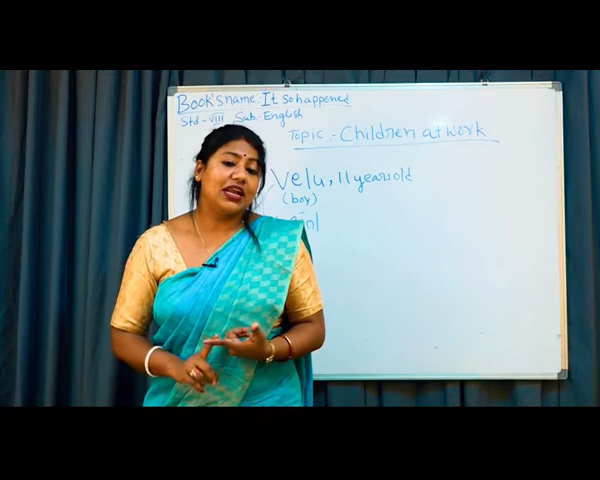 Book's name:- It so happened
Std - VIII Sub:- English
Topic :- Children at work
Velu, 11 years old
(boy)